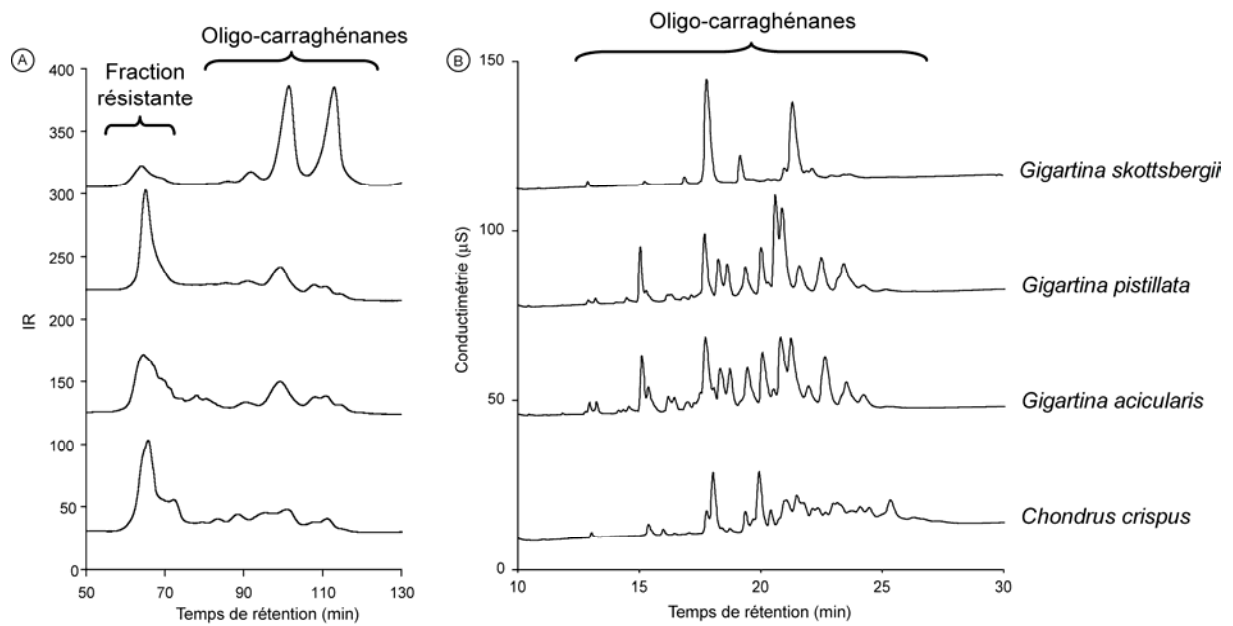 Oligo-carraghénanes
Oligo-carraghénanes
A
B
Fraction
résistante
400
350
300
250
200
150
100
50
0
IR
50 70 90 110 130
Temps de rétention (min)
150
100
50
0
Conductimétrie (µS)
10 15 20 25 30
Temps de rétention (min)
Gigartina skottsbergii
Gigartina pistillata
Gigartina acicularis
Chondrus crispus